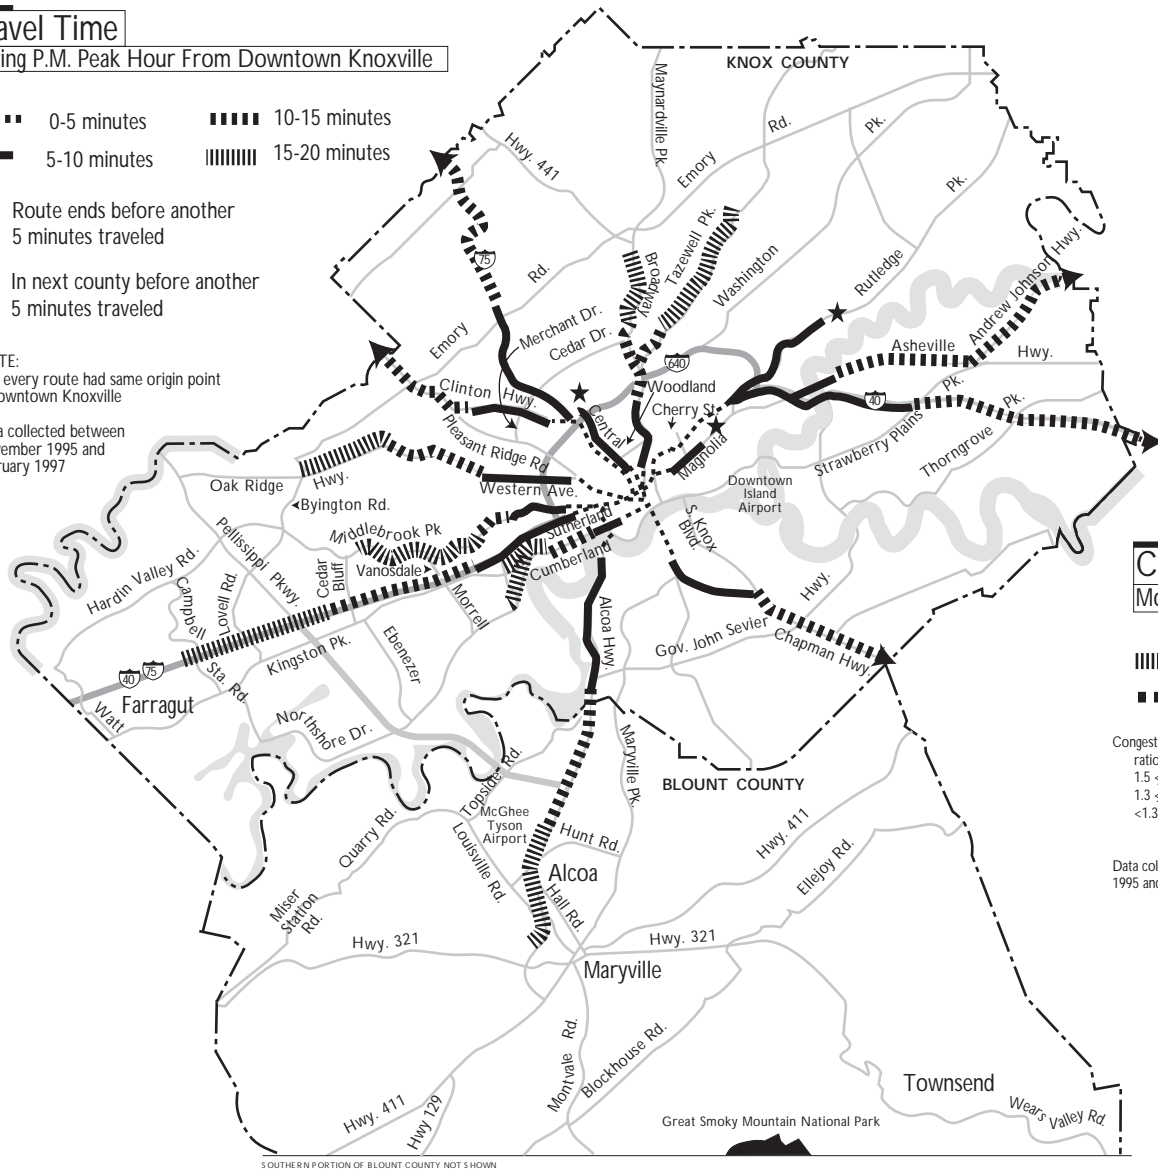 avel Time
ing P.M. Peak Hour From Downtown Knoxville
0-5 minutes
10-15 minutes
5-10 minutes
15-20 minutes
Route ends before another
5 minutes traveled
In next county before another
5 minutes traveled
TE:
every route had same origin point
owntown Knoxville
a collected between
vember 1995 and
ruary 1997
KNOX COUNTY
Maynardville Pk.
Hwy. 441
Emory
Rd.
Pk.
Pk.
Tazewell Pk.
Broadway
Washington
Rutledge
Andrew Johnson Hwy.
75
Rd.
Emory
Merchant Dr.
Cedar Dr.
640
Asheville
Hwy.
Clinton Hwy.
Woodland
Cherry St.
Central
Magnolia
40
Pk.
Pk.
Strawberry Plains
Thorngrove
Pleasant Ridge Rd.
Oak Ridge
Hwy.
Western Ave.
Byington Rd.
Downtown
Island
Airport
Middlebrook Pk
Sutherland
S. Knox
Blvd.
Pellissippi Pkwy.
Vanosdale
Cumberland
Hardin Valley Rd.
Campbell
Sta. Rd.
Lovell Rd.
Cedar
Bluff
Morrell
Alcoa Hwy.
Hwy.
Gov. John Sevier
Chapman Hwy.
Ebenezer
Kingston Pk.
40
75
Farragut
Watt
Northshore Dr.
Maryville Pk.
BLOUNT COUNTY
Topside Rd.
McGhee
Tyson
Airport
Hunt Rd.
Hwy. 411
Ellejoy Rd.
Quarry Rd.
Louisville Rd.
Alcoa
Hall Rd.
Miser
Station
Rd.
Hwy. 321
Hwy. 321
Maryville
Montvale Rd.
Blockhouse Rd.
Hwy. 411
Hwy 129
Townsend
Wears Valley Rd.
Great Smoky Mountain National Park
SOUTHERN PORTION OF BLOUNT COUNTY NOT SHOWN
C
Mo
Congest
ratio
1.5 <
1.3 <
<1.3
Data col
1995 and